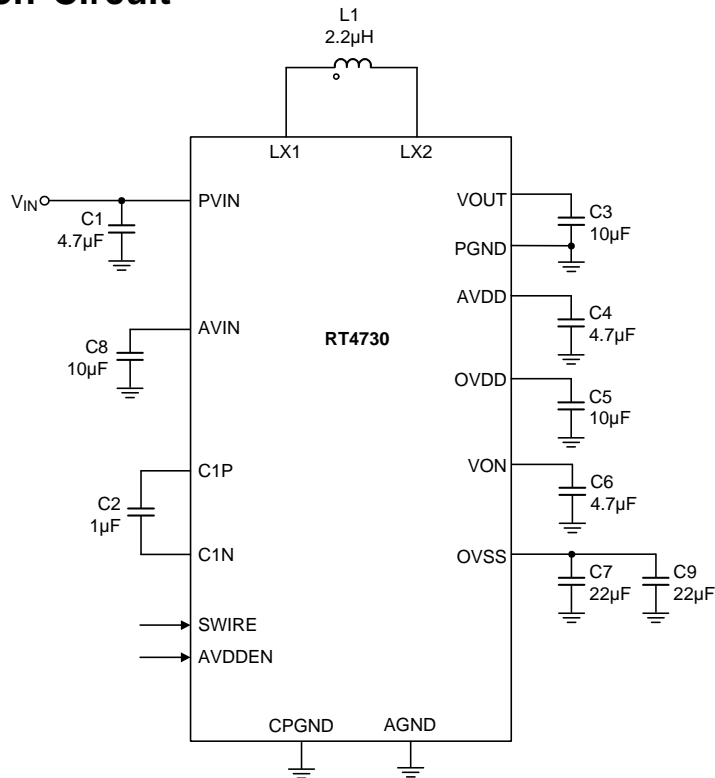 Circuit
L1
2.2µH
LX1 LX2
VIN
C1
4.7µF
PVIN
VOUT
C3
10µF
PGND
AVIN
C8
10µF
RT4730
AVDD
C4
4.7µF
OVDD
C5
10µF
C1P
C2
1µF
C1N
VON
C6
4.7µF
OVSS
C7
22µF
C9
22µF
SWIRE
AVDDEN
CPGND AGND